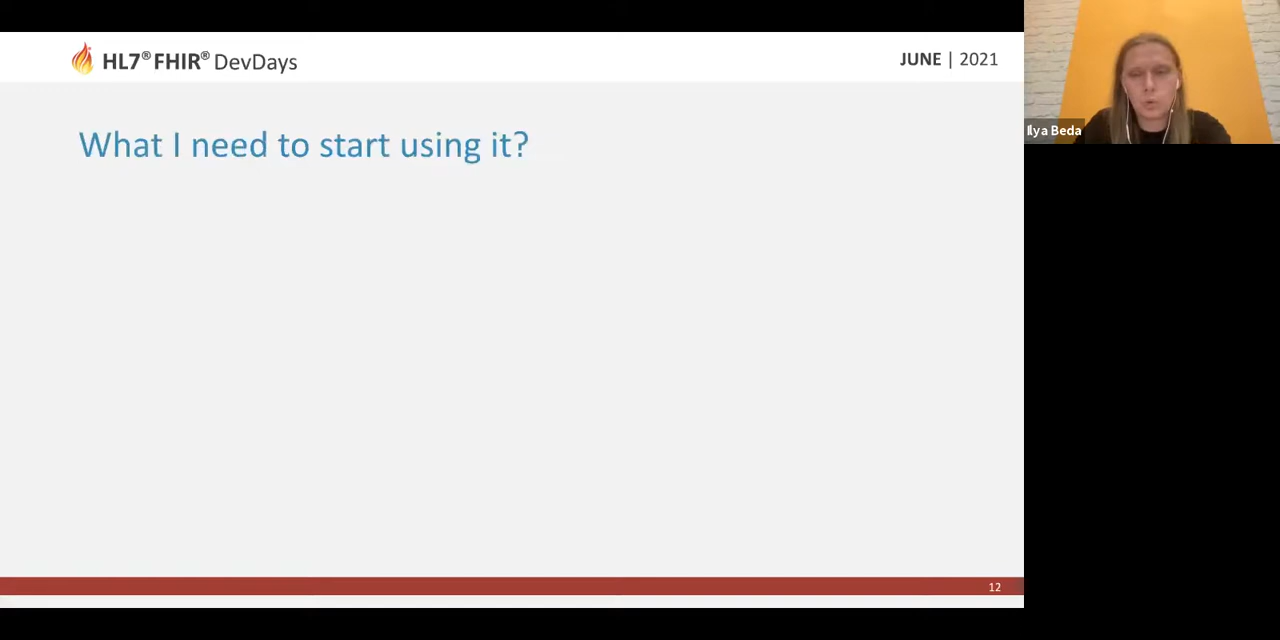 HL7® FHIR® DevDays
JUNE | 2021
Ilya Beda
What I need to start using it?
12